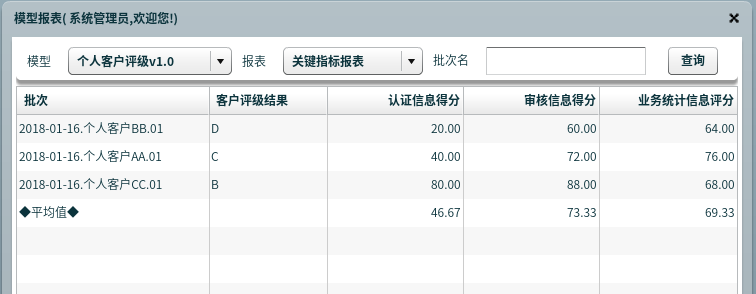 模型报表( 系统管理员,欢迎您!)
模型 个人客户评级v1.0 报表 关键指标报表 批次名 查询
批次 客户评级结果 认证信息得分 审核信息得分 业务统计信息评分
2018-01-16.个人客户BB.01 D 20.00 60.00 64.00
2018-01-16.个人客户AA.01 C 40.00 72.00 76.00
2018-01-16.个人客户CC.01 B 80.00 88.00 68.00
◆平均值◆ 46.67 73.33 69.33